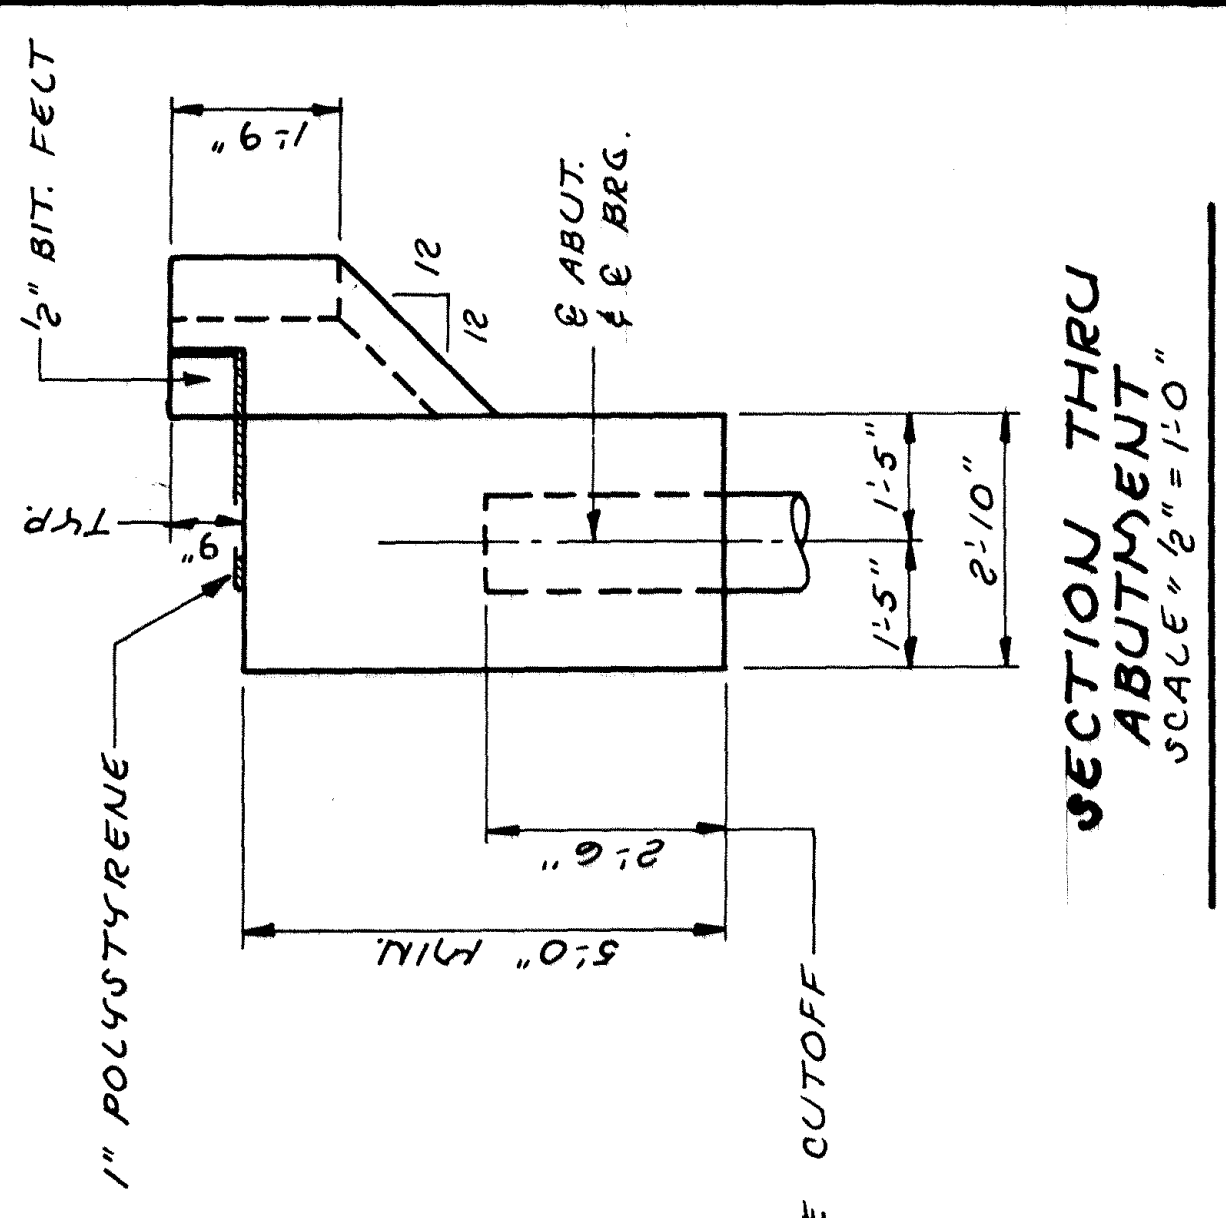 1/2" BIT. FELT
1'-9"
12
12
℄ ABUT.
& ℄ BRG.
TYP.
9"
1" POLYSTYRENE
1'-5"
1'-5"
2'-10"
2'-6"
5'-0" MIN.
CUTOFF
SECTION THRU
ABUTMENT
SCALE " 1/2" = 1'-0"